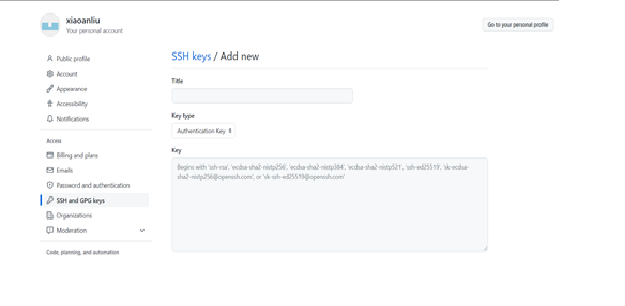 xiaoanliu
Your personal account
Go to your personal profile
Public profile
Account
Appearance
Accessibility
Notifications
Access
Billing and plans
Emails
Password and authentication
SSH and GPG keys
Organizations
Moderation
Code, planning, and automation
SSH keys / Add new
Title
Key type
Authentication Key
Key
Begins with 'ssh-rsa', 'ecdsa-sha2-nistp256', 'ecdsa-sha2-nistp384', 'ecdsa-sha2-nistp521', 'ssh-ed25519', 'sk-ecdsa-
sha2-nistp256@openssh.com', or 'sk-ssh-ed25519@openssh.com'